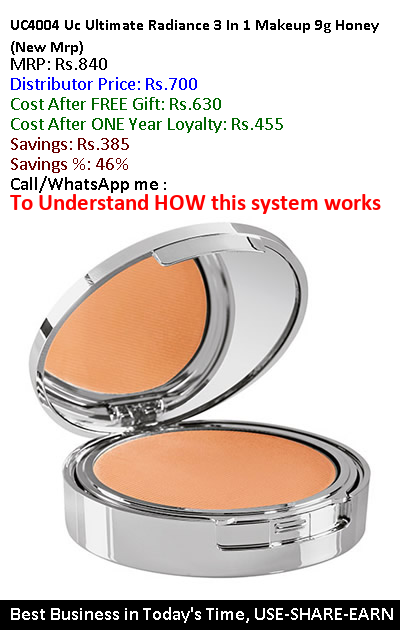 UC4004 Uc Ultimate Radiance 3 In 1 Makeup 9g Honey
(New Mrp)
MRP: Rs.840
Distributor Price: Rs.700
Cost After FREE Gift: Rs.630
Cost After ONE Year Loyalty: Rs.455
Savings: Rs.385
Savings %: 46%
Call/WhatsApp me :
To Understand HOW this system works
Best Business in Today's Time, USE-SHARE-EARN